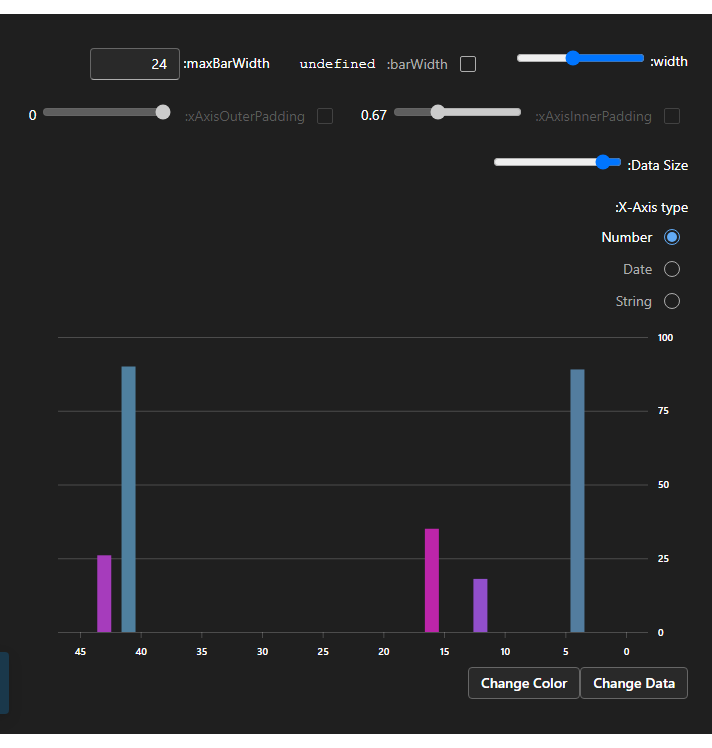 width:
barWidth: undefined
maxBarWidth: 24
xAxisInnerPadding: 0.67
xAxisOuterPadding: 0
Data Size:
X-Axis type:
Number
Date
String
100
75
50
25
0
45 40 35 30 25 20 15 10 5 0
Change Color Change Data